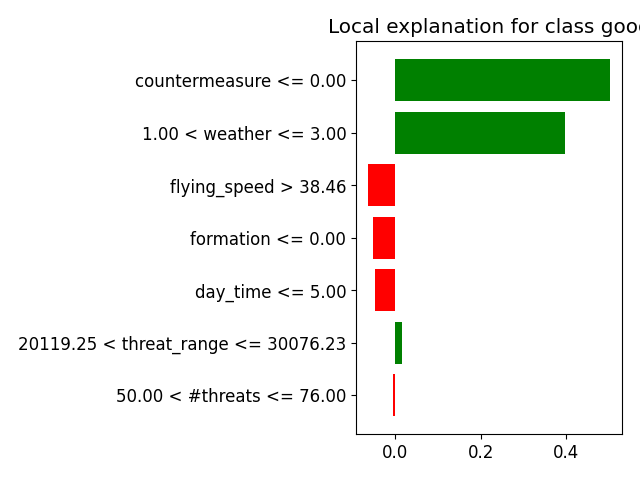 Local explanation for class good
countermeasure <= 0.00
1.00 < weather <= 3.00
flying_speed > 38.46
formation <= 0.00
day_time <= 5.00
20119.25 < threat_range <= 30076.23
50.00 < #threats <= 76.00
0.0 0.2 0.4